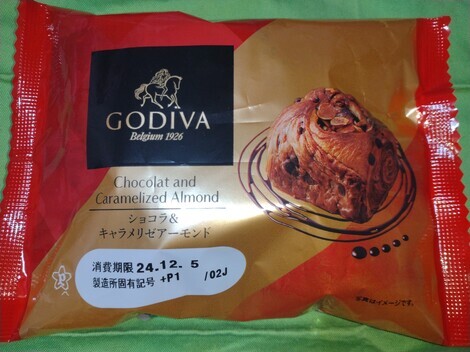 GODIVA
Belgium 1926
Chocolat and
Caramelized Almond
ショコラ&
キャラメリゼアーモンド
消費期限 24.12. 5
製造所固有記号 +P1 /02J
写真はイメージです。